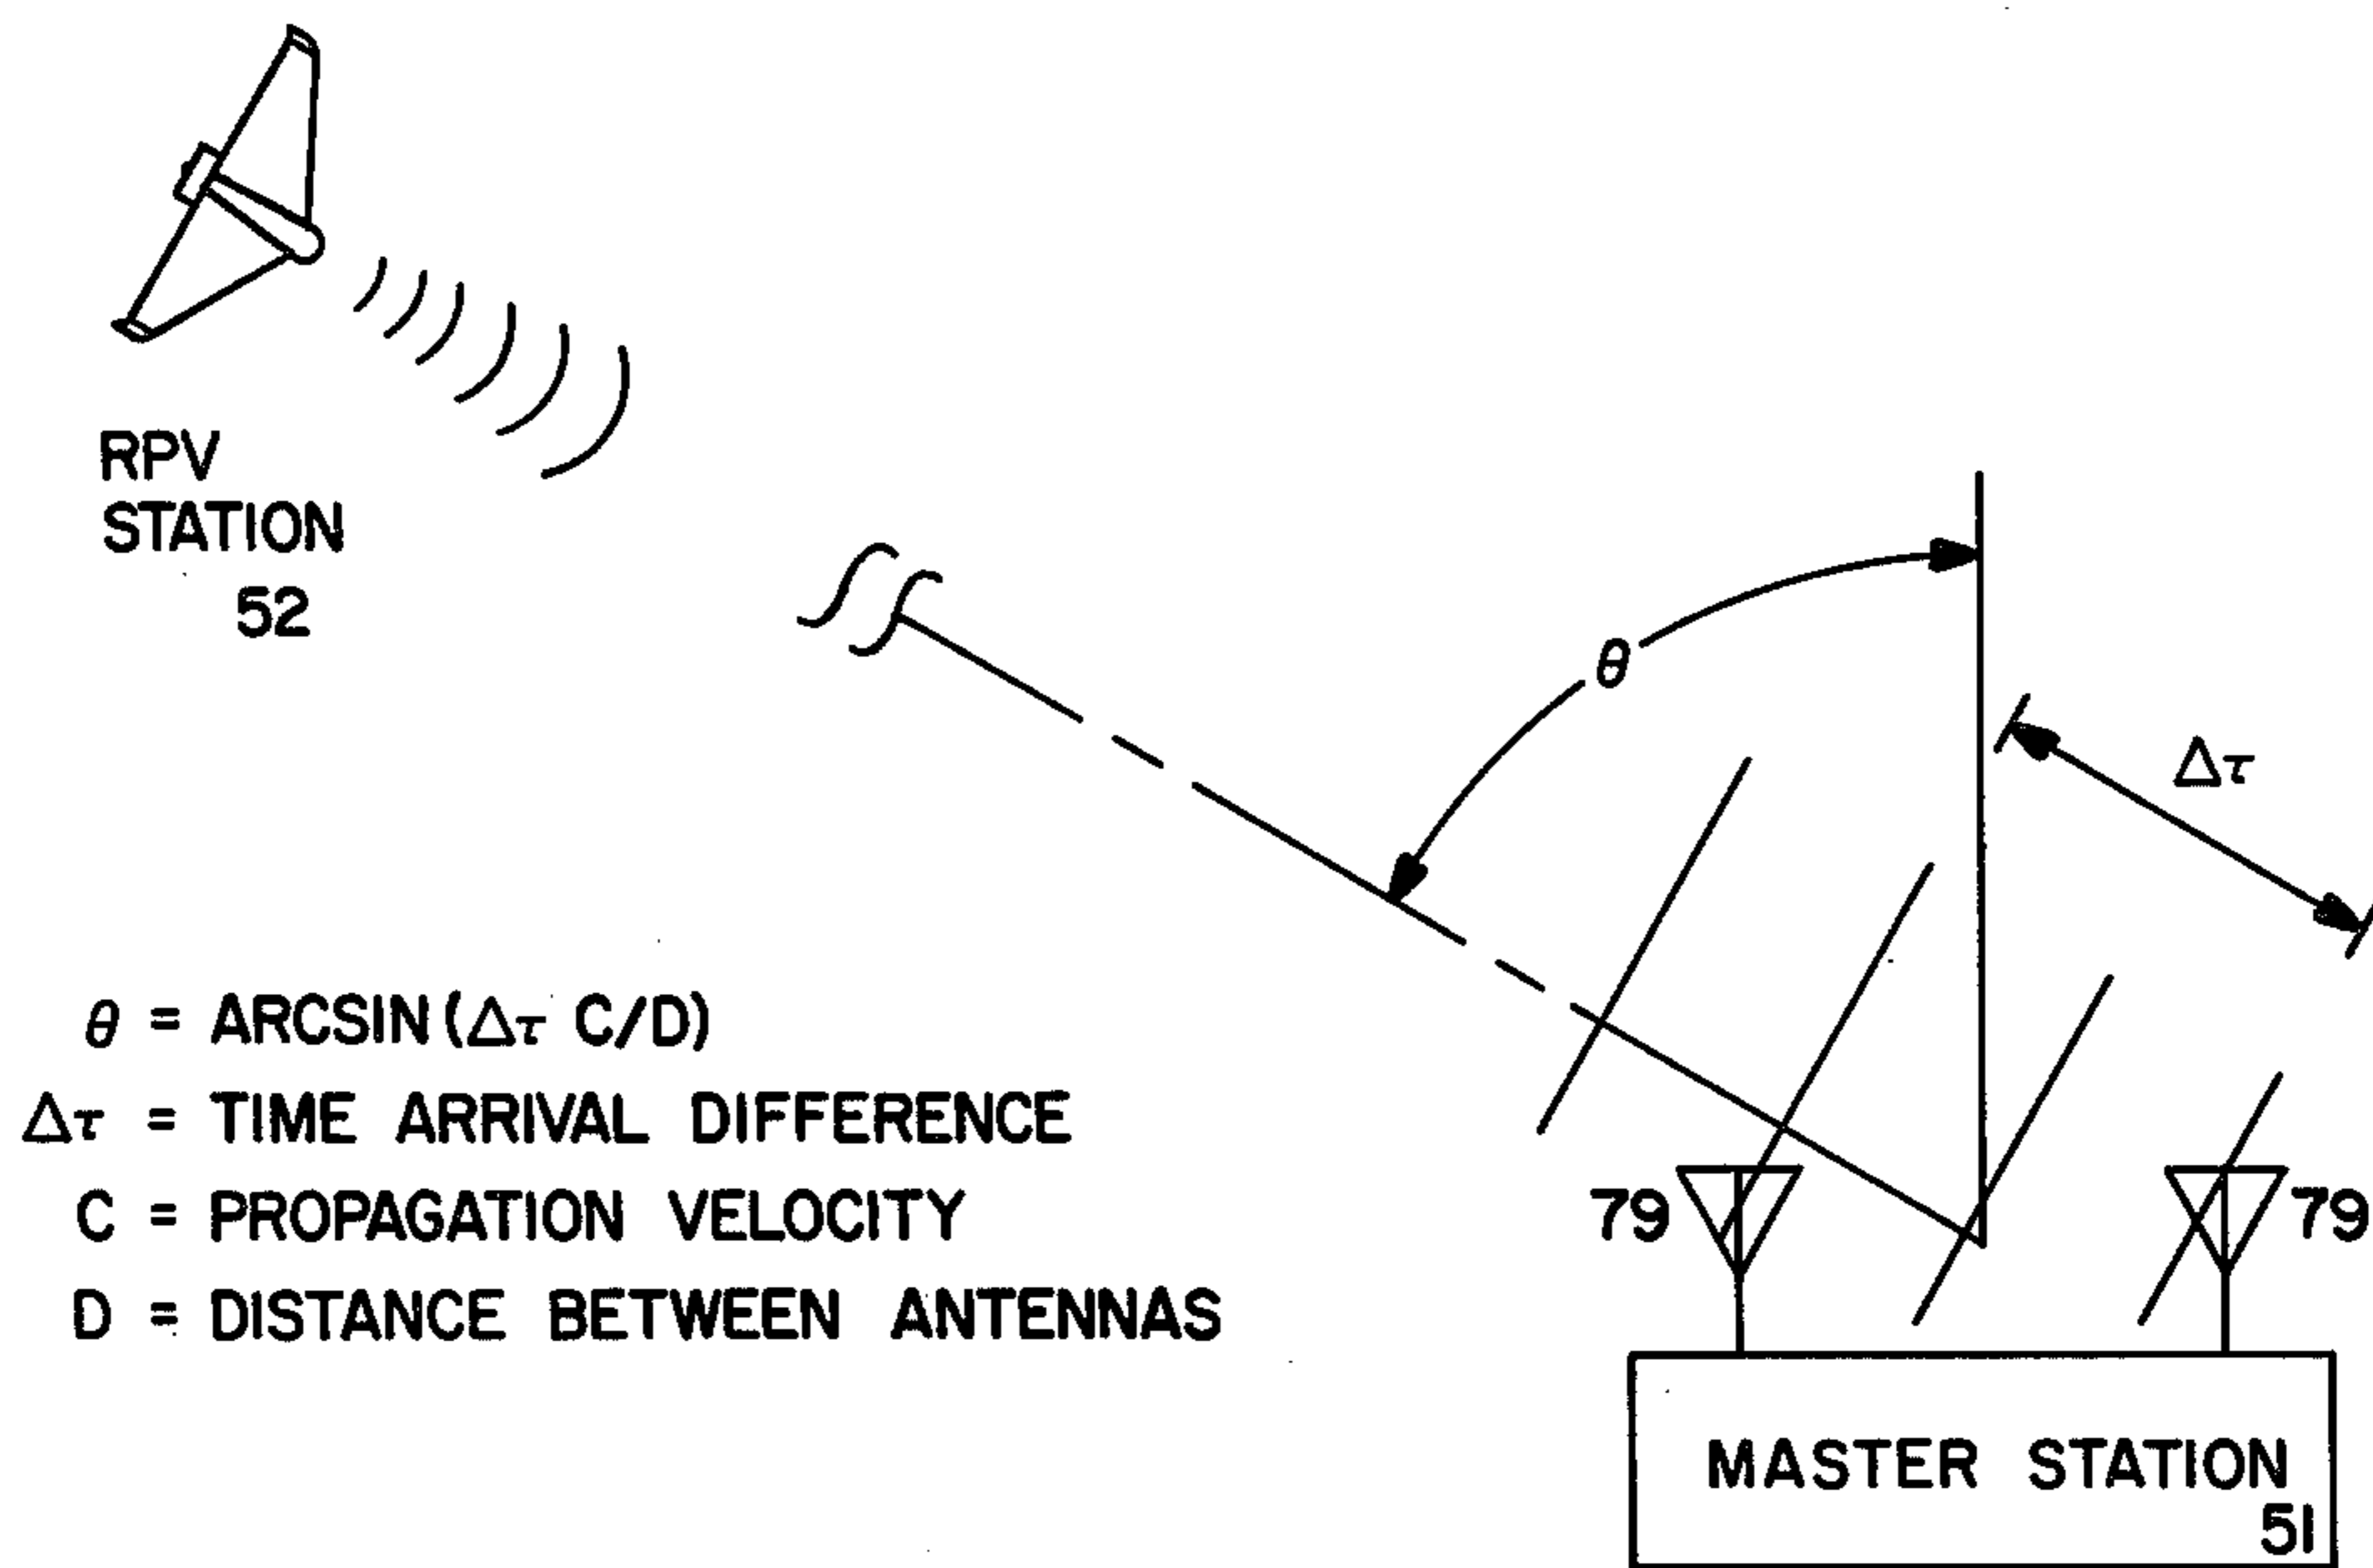 RPV
STATION
52
θ
Δτ
θ = ARCSIN(Δτ C/D)
Δτ = TIME ARRIVAL DIFFERENCE
C = PROPAGATION VELOCITY
D = DISTANCE BETWEEN ANTENNAS
79
79
MASTER STATION
51